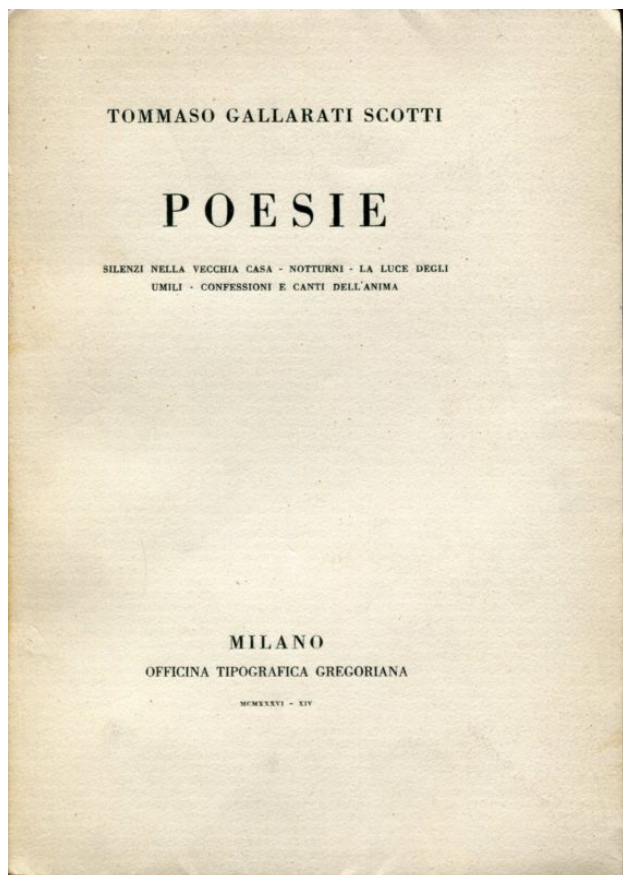 TOMMASO GALLARATI SCOTTI
POESIE
SILENZI NELLA VECCHIA CASA - NOTTURNI - LA LUCE DEGLI
UMILI - CONFESSIONI E CANTI DELL'ANIMA
MILANO
OFFICINA TIPOGRAFICA GREGORIANA
MCMXXXVI - XIV